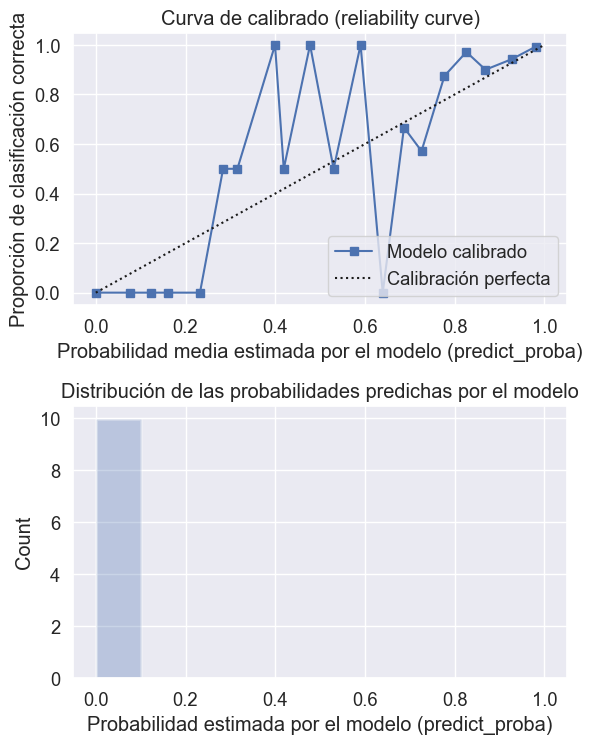 Curva de calibrado (reliability curve)
Proporción de clasificación correcta
1.0
0.8
0.6
0.4
0.2
0.0
Modelo calibrado
Calibración perfecta
0.0 0.2 0.4 0.6 0.8 1.0
Probabilidad media estimada por el modelo (predict_proba)
Distribución de las probabilidades predichas por el modelo
Count
10
8
6
4
2
0
0.0 0.2 0.4 0.6 0.8 1.0
Probabilidad estimada por el modelo (predict_proba)